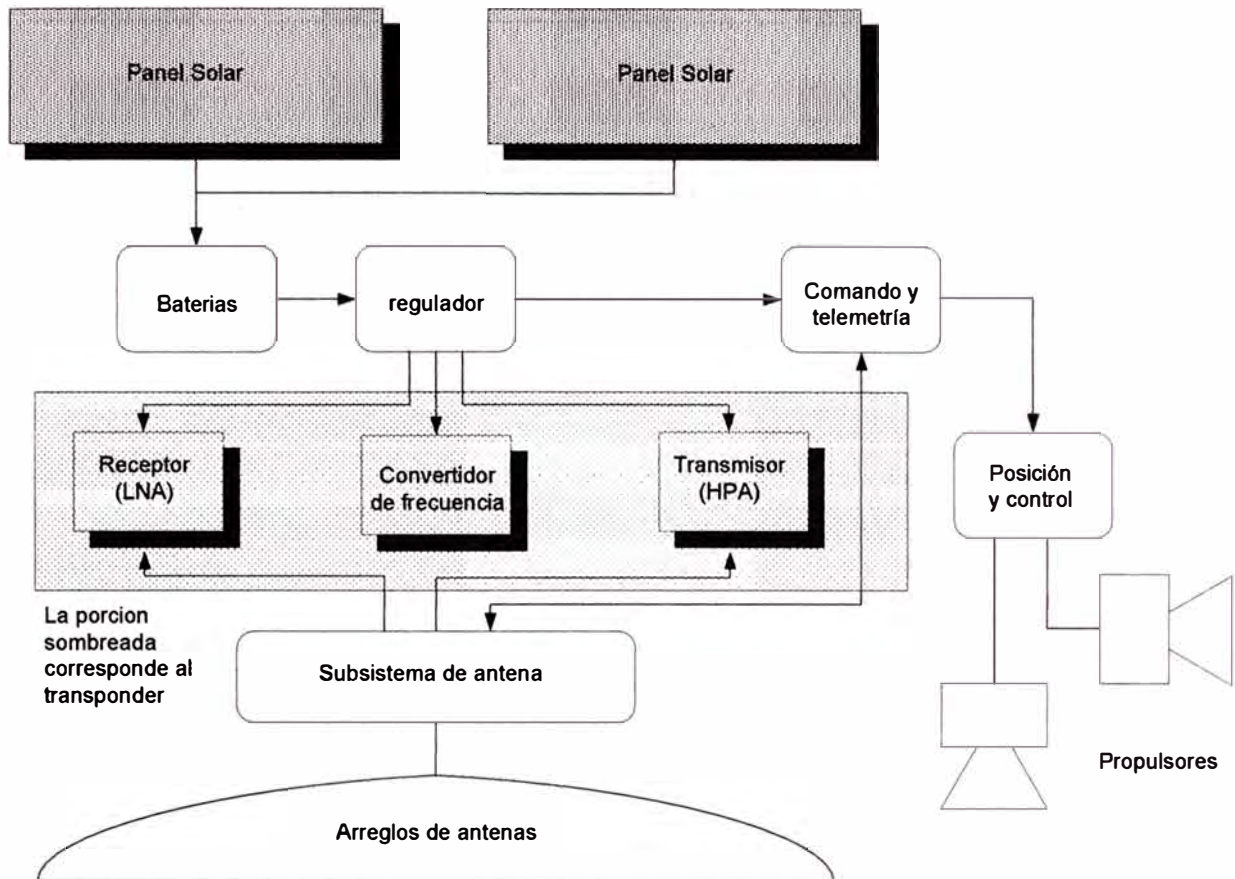 Panel Solar
Panel Solar
Baterias
regulador
Comando y
telemetría
Receptor
(LNA)
Convertidor
de frecuencia
Transmisor
(HPA)
Posición
y control
La porcion
sombreada
corresponde al
transponder
Subsistema de antena
Propulsores
Arreglos de antenas